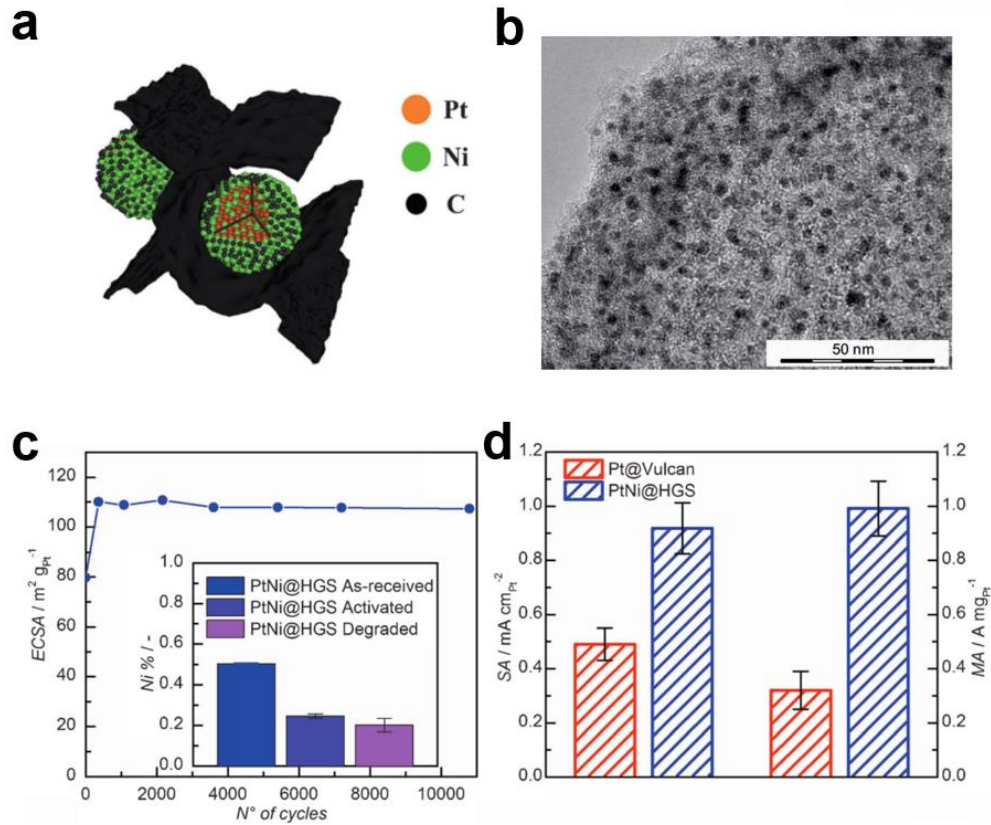 a
Pt
Ni
C
b
50 nm
c
120
100
80
60
40
20
0
ECSA / m² g_Pt⁻¹
0
2000
4000
6000
8000
10000
N° of cycles
1.0
0.8
0.6
0.4
0.2
0.0
Ni % / -
PtNi@HGS As-received
PtNi@HGS Activated
PtNi@HGS Degraded
d
1.2
1.0
0.8
0.6
0.4
0.2
0.0
SA / mA cm_Pt⁻²
Pt@Vulcan
PtNi@HGS
1.2
1.0
0.8
0.6
0.4
0.2
0.0
MA / A mg_Pt⁻¹